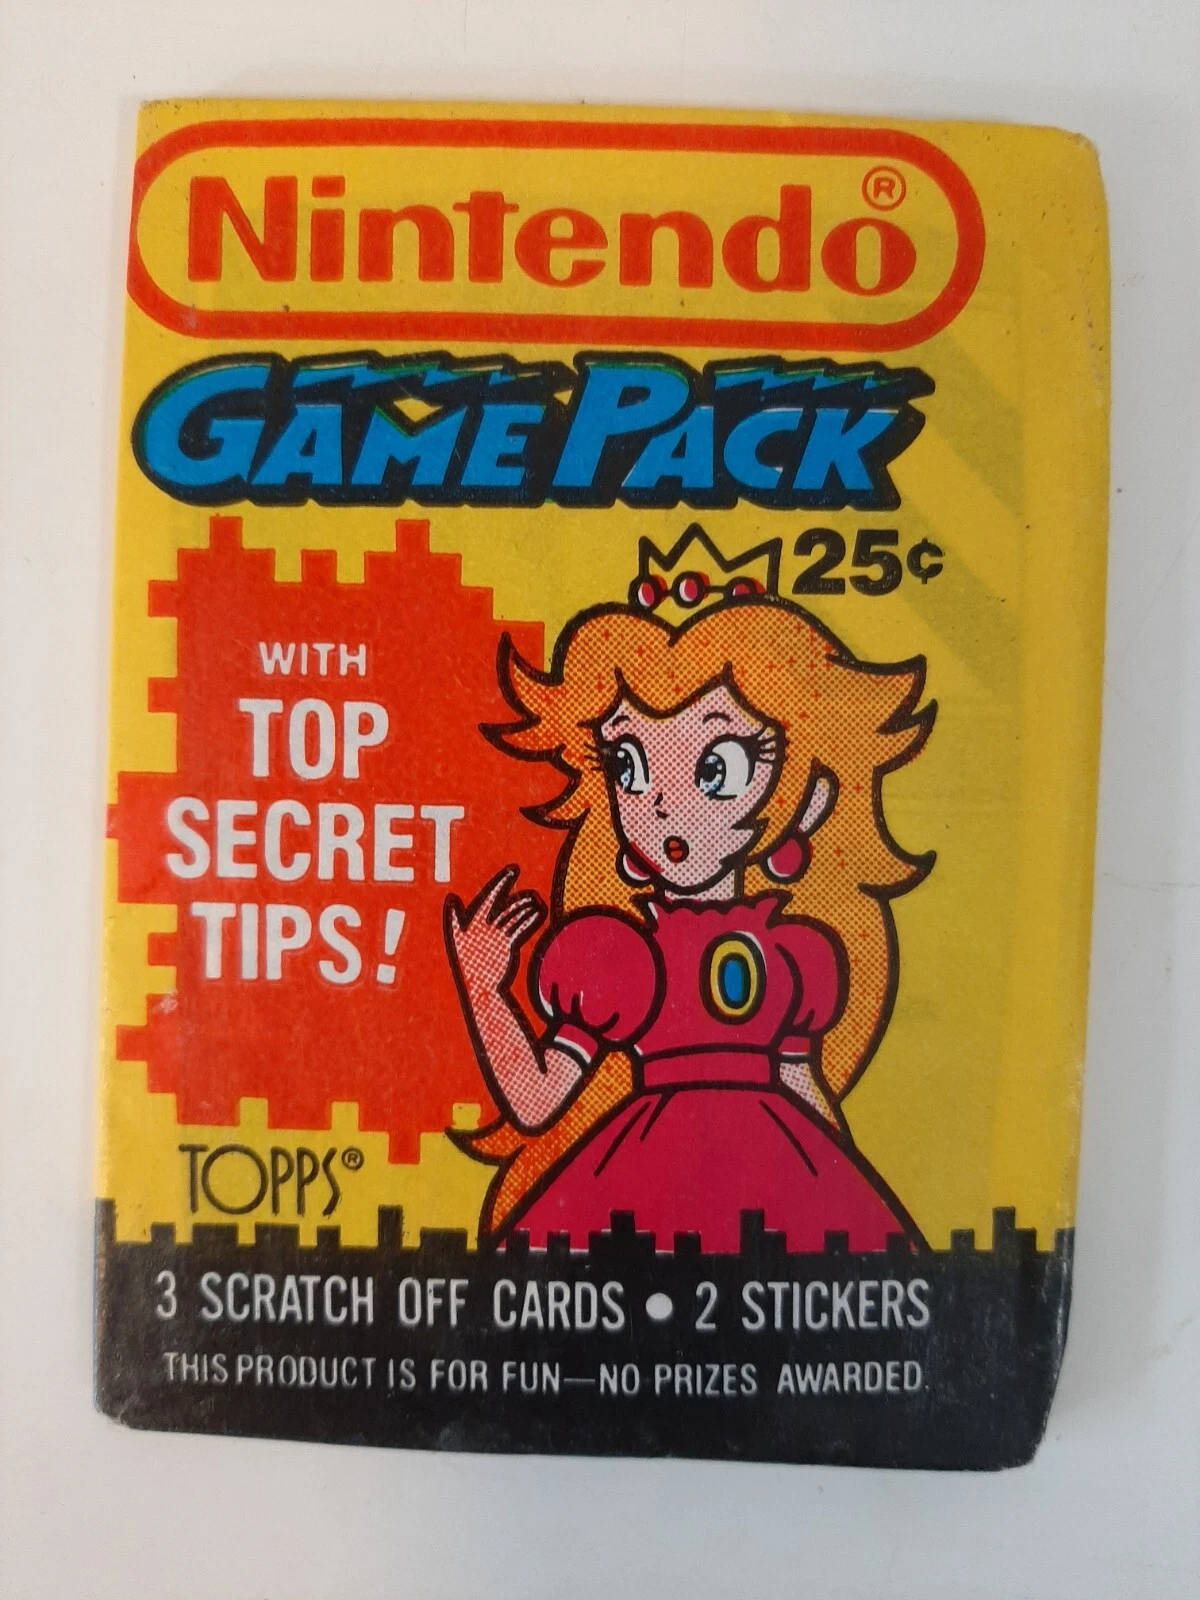 Nintendo®
GAME PACK
25¢
WITH
TOP
SECRET
TIPS!
TOPPS®
3 SCRATCH OFF CARDS • 2 STICKERS
THIS PRODUCT IS FOR FUN—NO PRIZES AWARDED.